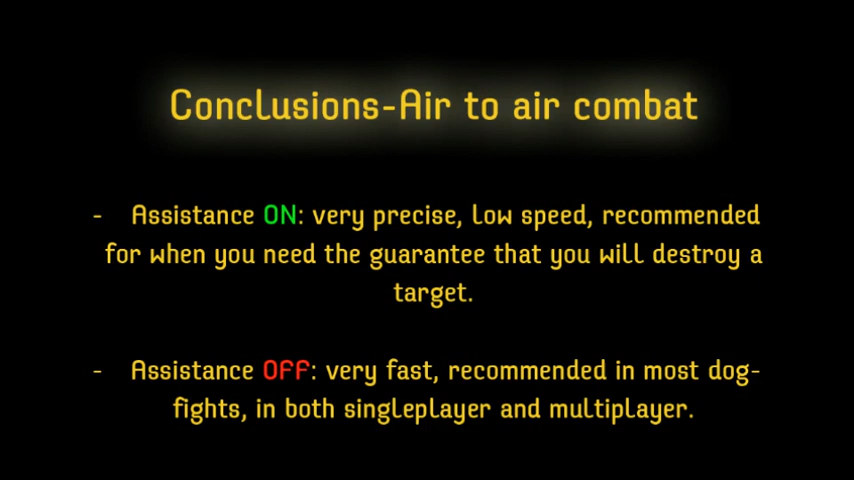 Conclusions-Air to air combat
- Assistance ON: very precise, low speed, recommended
for when you need the guarantee that you will destroy a
target.
- Assistance OFF: very fast, recommended in most dog-
fights, in both singleplayer and multiplayer.